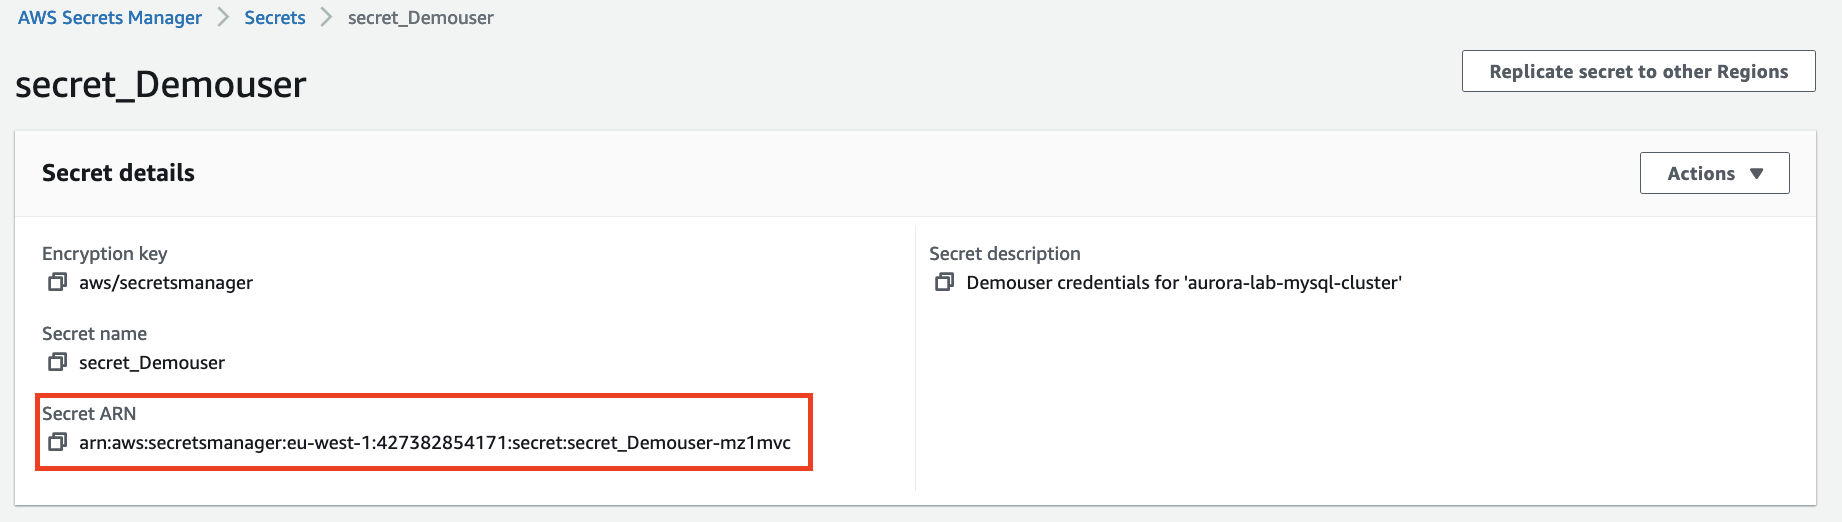 AWS Secrets Manager > Secrets > secret_Demouser
secret_Demouser
Replicate secret to other Regions
Secret details
Actions
Encryption key
aws/secretsmanager
Secret name
secret_Demouser
Secret ARN
arn:aws:secretsmanager:eu-west-1:427382854171:secret:secret_Demouser-mz1mvc
Secret description
Demouser credentials for 'aurora-lab-mysql-cluster'